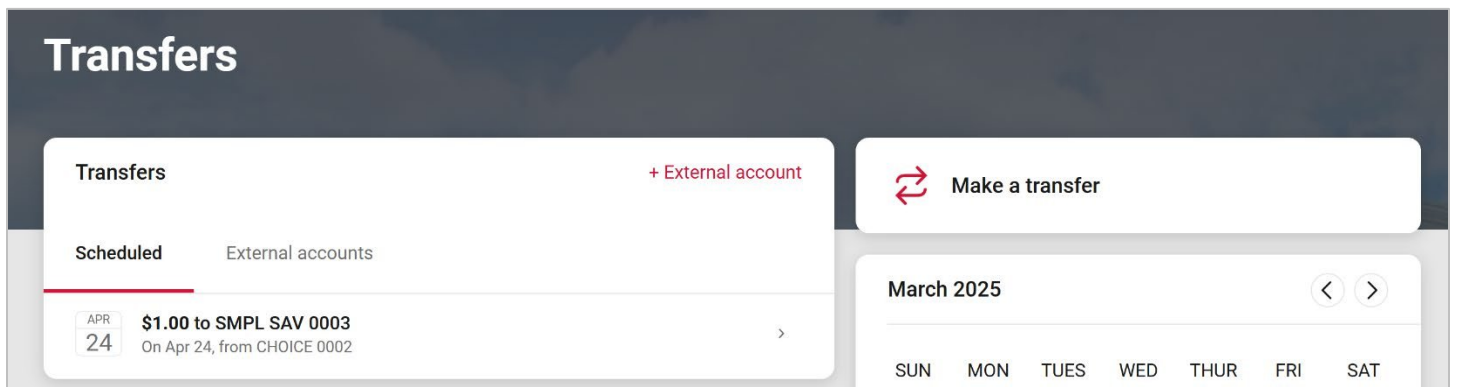 Transfers
Transfers
+ External account
Scheduled
External accounts
APR
24
$1.00 to SMPL SAV 0003
On Apr 24, from CHOICE 0002
Make a transfer
March 2025
SUN MON TUES WED THUR FRI SAT